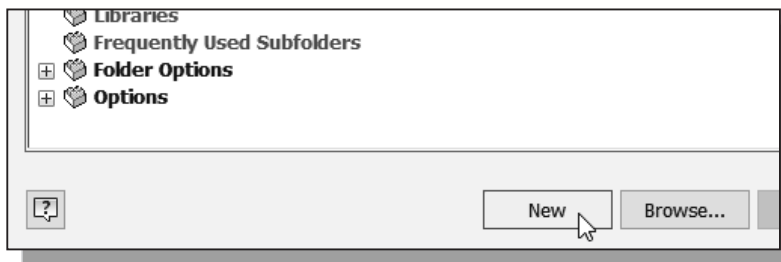 Libraries
Frequently Used Subfolders
Folder Options
Options
New
Browse...